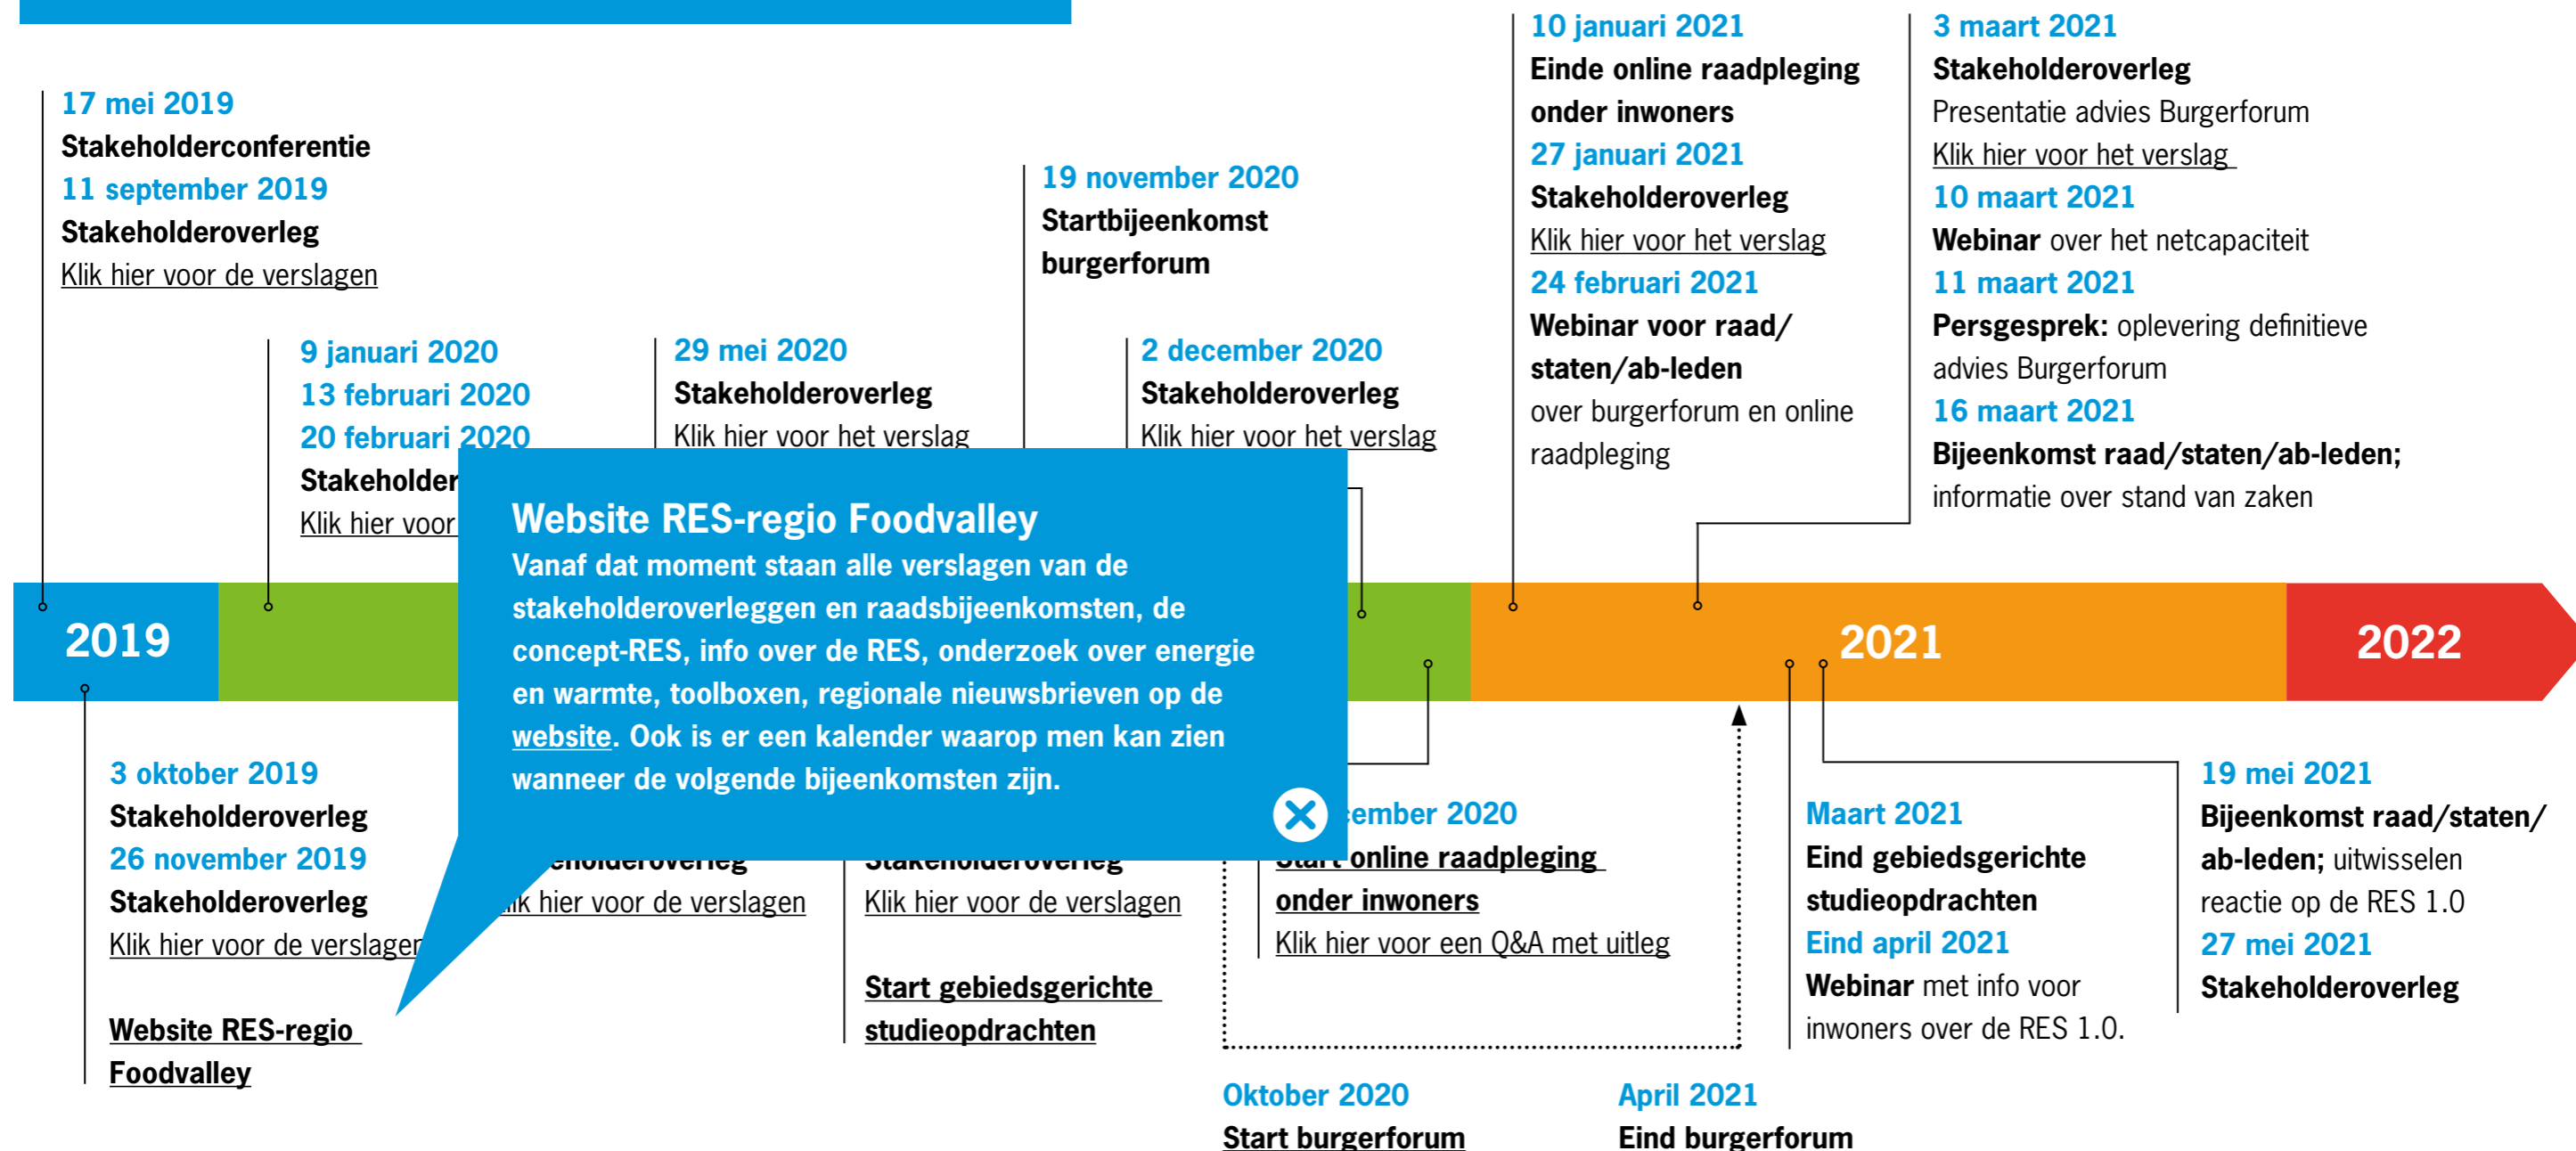 17 mei 2019
Stakeholderconferentie
11 september 2019
Stakeholderoverleg
Klik hier voor de verslagen
9 januari 2020
13 februari 2020
20 februari 2020
Stakeholder
Klik hier voor
29 mei 2020
Stakeholderoverleg
Klik hier voor het verslag
19 november 2020
Startbijeenkomst
burgerforum
2 december 2020
Stakeholderoverleg
Klik hier voor het verslag
10 januari 2021
Einde online raadpleging
onder inwoners
27 januari 2021
Stakeholderoverleg
Klik hier voor het verslag
24 februari 2021
Webinar voor raad/
staten/ab-leden
over burgerforum en online
raadpleging
3 maart 2021
Stakeholderoverleg
Presentatie advies Burgerforum
Klik hier voor het verslag
10 maart 2021
Webinar over het netcapaciteit
11 maart 2021
Persgesprek: oplevering definitieve
advies Burgerforum
16 maart 2021
Bijeenkomst raad/staten/ab-leden;
informatie over stand van zaken
Website RES-regio Foodvalley
Vanaf dat moment staan alle verslagen van de
stakeholderoverleggen en raadsbijeenkomsten, de
concept-RES, info over de RES, onderzoek over energie
en warmte, toolboxen, regionale nieuwsbrieven op de
website. Ook is er een kalender waarop men kan zien
wanneer de volgende bijeenkomsten zijn.
2019
2021
2022
3 oktober 2019
Stakeholderoverleg
26 november 2019
Stakeholderoverleg
Klik hier voor de verslagen
Website RES-regio
Foodvalley
hier voor de verslagen
Stakeholderoverleg
Klik hier voor de verslagen
Start gebiedsgerichte
studieopdrachten
2020
Start online raadpleging
onder inwoners
Klik hier voor een Q&A met uitleg
Oktober 2020
Start burgerforum
April 2021
Eind burgerforum
Maart 2021
Eind gebiedsgerichte
studieopdrachten
Eind april 2021
Webinar met info voor
inwoners over de RES 1.0.
19 mei 2021
Bijeenkomst raad/staten/
ab-leden; uitwisselen
reactie op de RES 1.0
27 mei 2021
Stakeholderoverleg